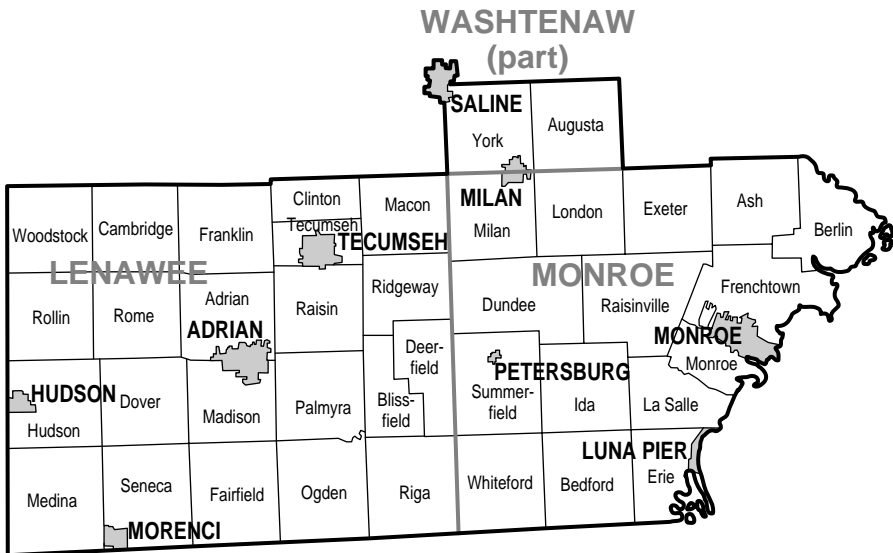 WASHTENAW
(part)
SALINE
York
Augusta
Clinton
Macon
MILAN
Milan
London
Exeter
Ash
Berlin
Woodstock
Cambridge
Franklin
Tecumseh
TECUMSEH
LENAWEE
MONROE
Frenchtown
Rollin
Rome
Adrian
ADRIAN
Raisin
Ridgeway
Dundee
Raisinville
MONROE
Monroe
Deer-
field
HUDSON
Hudson
Dover
Madison
Palmyra
Bliss-
field
PETERSBURG
Summer-
field
Ida
La Salle
LUNA PIER
Medina
Seneca
Fairfield
Ogden
Riga
Whiteford
Bedford
Erie
MORENCI